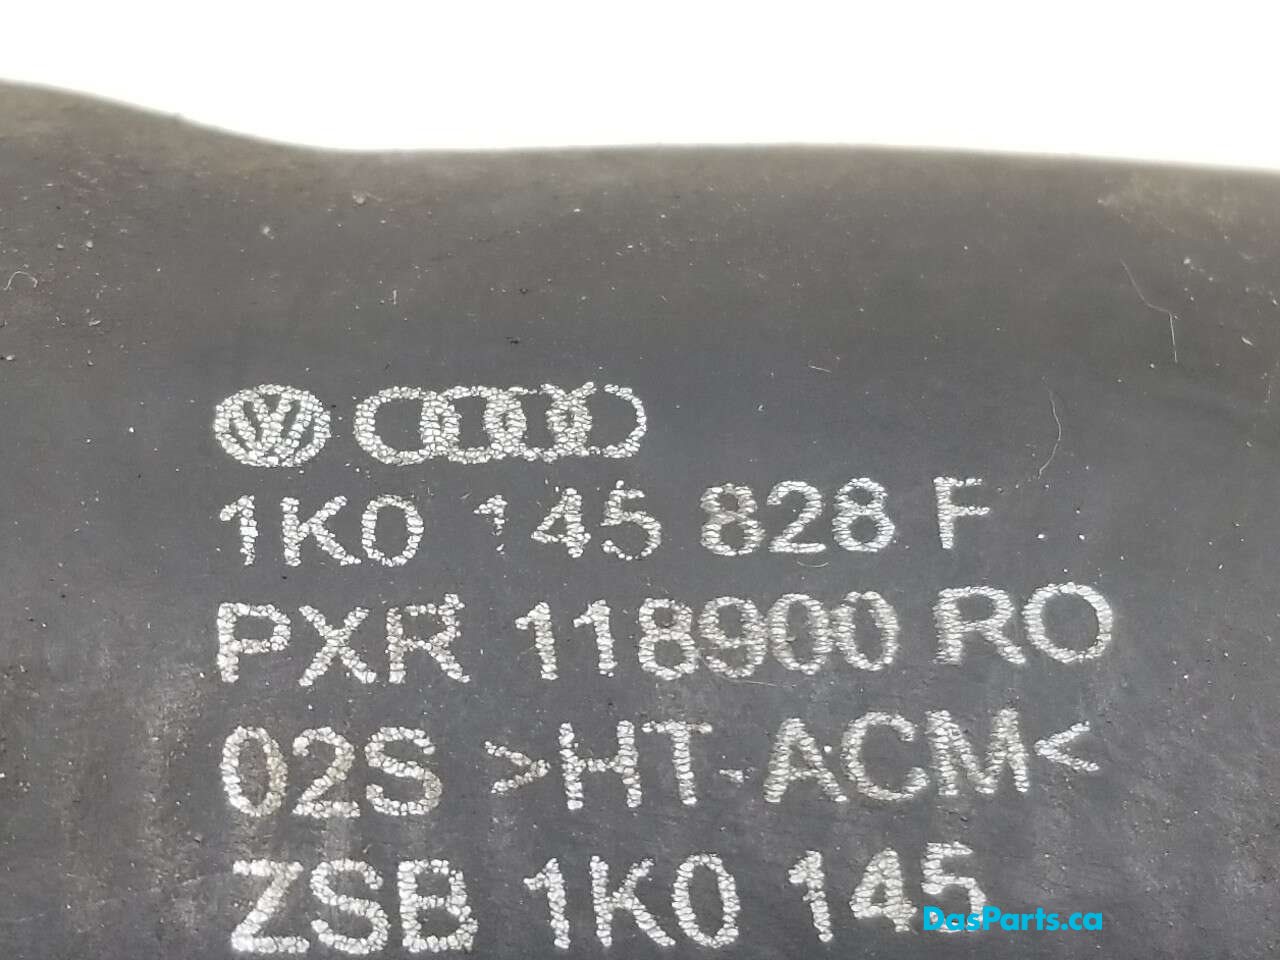 1K0 145 828 F
PXR 118900 RO
02S >HT-ACM<
ZSB 1K0 145
DasParts.ca